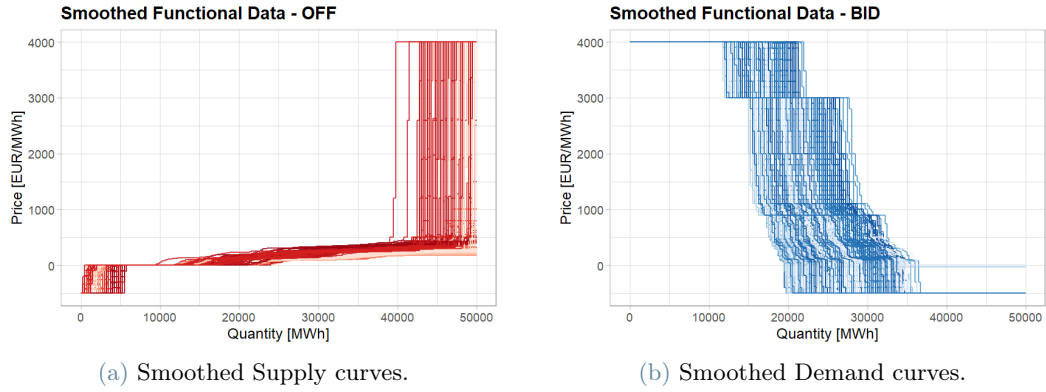 Smoothed Functional Data - OFF
4000
3000
2000
1000
0
Price [EUR/MWh]
0 10000 20000 30000 40000 50000
Quantity [MWh]
(a) Smoothed Supply curves.
Smoothed Functional Data - BID
4000
3000
2000
1000
0
Price [EUR/MWh]
0 10000 20000 30000 40000 50000
Quantity [MWh]
(b) Smoothed Demand curves.